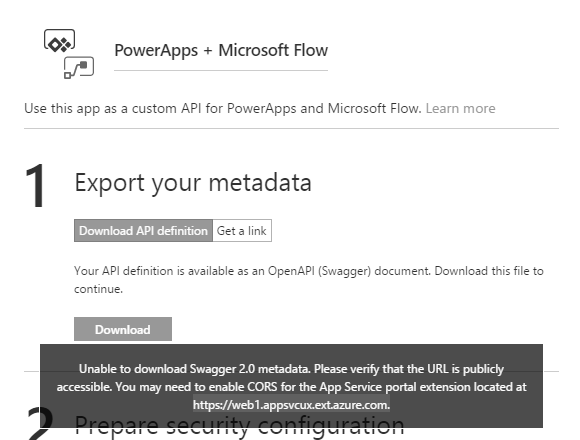 PowerApps + Microsoft Flow
Use this app as a custom API for PowerApps and Microsoft Flow. Learn more
1 Export your metadata
Download API definition Get a link
Your API definition is available as an OpenAPI (Swagger) document. Download this file to
continue.
Download
Unable to download Swagger 2.0 metadata. Please verify that the URL is publicly
accessible. You may need to enable CORS for the App Service portal extension located at
https://web1.appsvcux.ext.azure.com.
2 Prepare security configuration